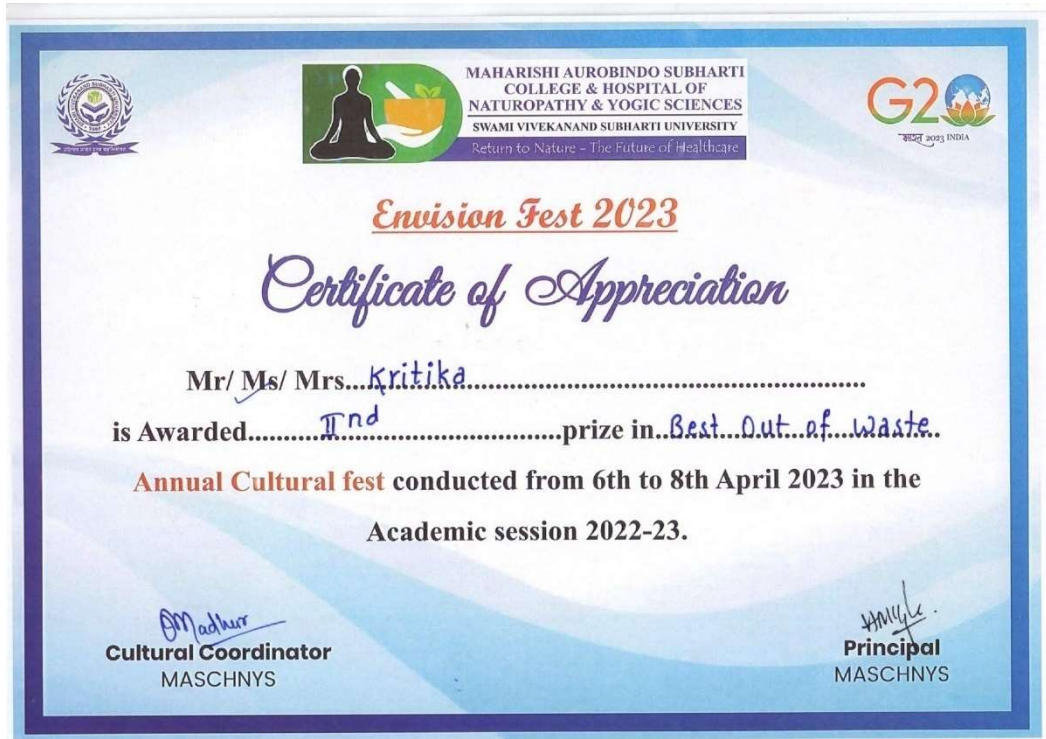 MAHARISHI AUROBINDO SUBHARTI
COLLEGE & HOSPITAL OF
NATUROPATHY & YOGIC SCIENCES
SWAMI VIVEKANAND SUBHARTI UNIVERSITY
Return to Nature - The Future of Healthcare
G20
भारत 2023 INDIA
Envision Fest 2023
Certificate of Appreciation
Mr/ Ms/ Mrs...Kritika...............................................................
is Awarded..........IInd..............................prize in..Best...Out...of...waste..
Annual Cultural fest conducted from 6th to 8th April 2023 in the
Academic session 2022-23.
Cultural Coordinator
MASCHNYS
Principal
MASCHNYS